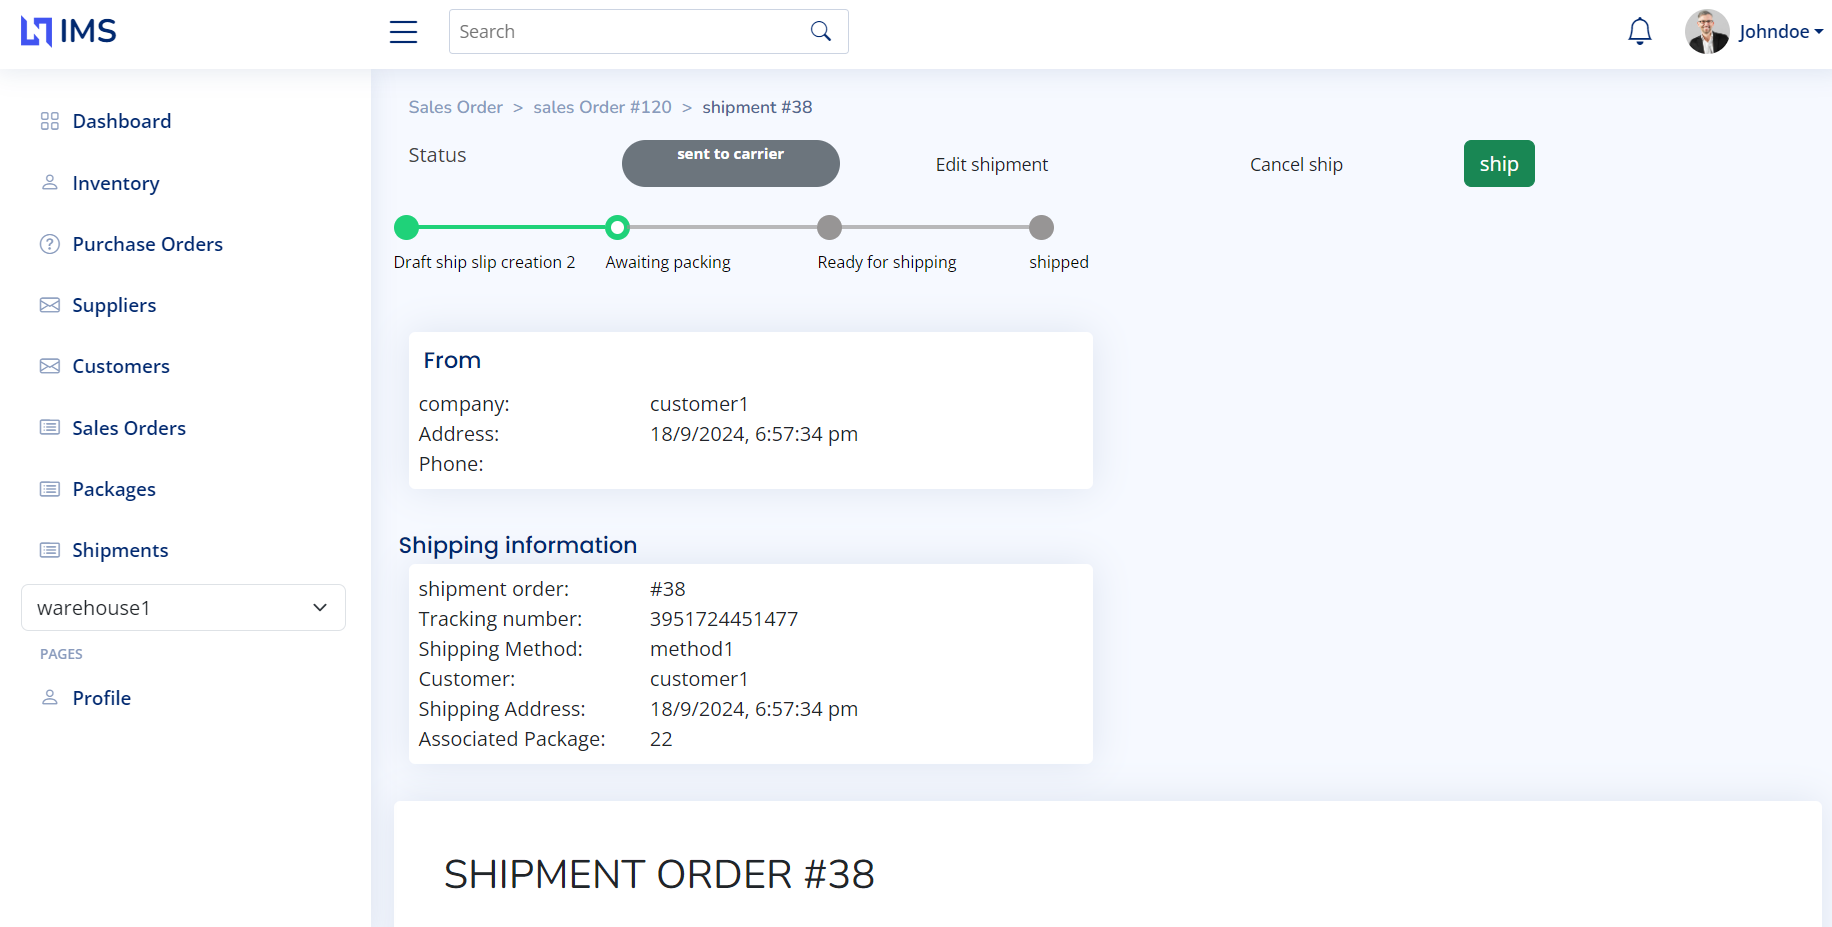 IMS
Search
Johndoe
Dashboard
Inventory
Purchase Orders
Suppliers
Customers
Sales Orders
Packages
Shipments
warehouse1
PAGES
Profile
Sales Order > sales Order #120 > shipment #38
Status
sent to carrier
Edit shipment
Cancel ship
ship
Draft ship slip creation 2
Awaiting packing
Ready for shipping
shipped
From
company: customer1
Address: 18/9/2024, 6:57:34 pm
Phone:
Shipping information
shipment order: #38
Tracking number: 3951724451477
Shipping Method: method1
Customer: customer1
Shipping Address: 18/9/2024, 6:57:34 pm
Associated Package: 22
SHIPMENT ORDER #38